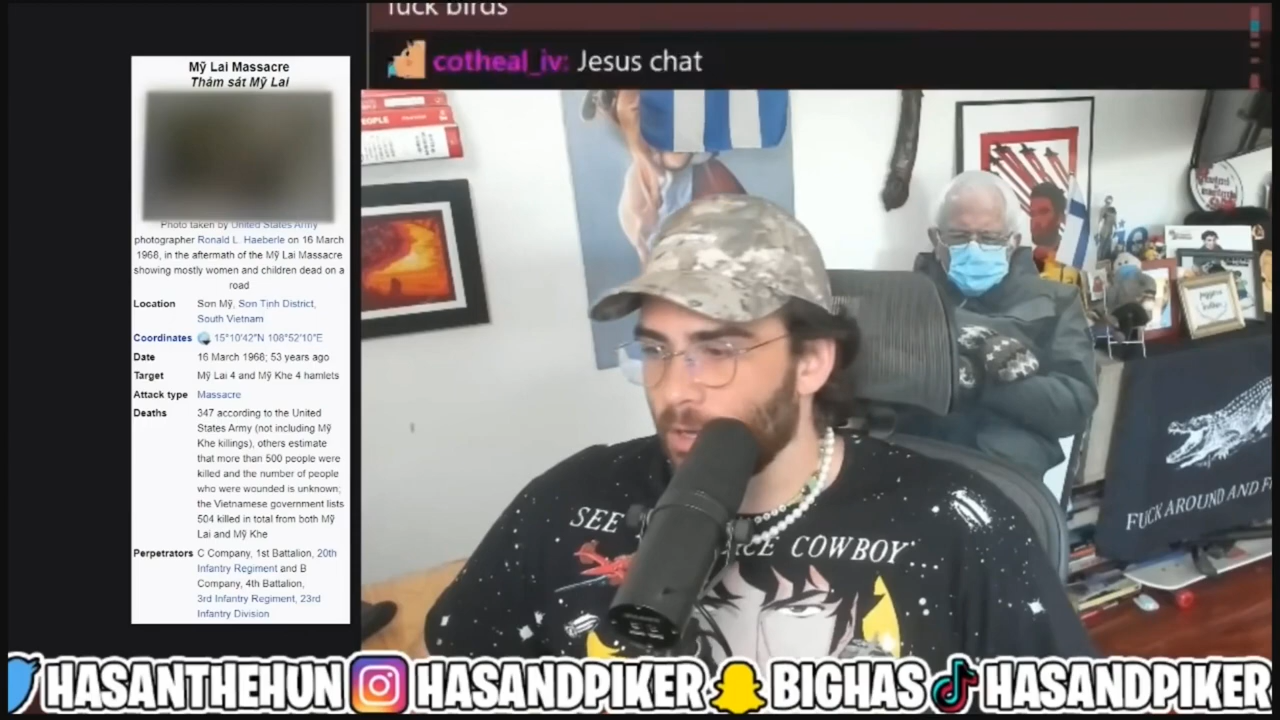 fuck birds
cotheal_iv: Jesus chat
Mỹ Lai Massacre
Thảm sát Mỹ Lai
Photo taken by United States Army
photographer Ronald L. Haeberle on 16 March
1968, in the aftermath of the Mỹ Lai Massacre
showing mostly women and children dead on a
road
Location Sơn Mỹ, Sơn Tịnh District,
South Vietnam
Coordinates 15°10′42″N 108°52′10″E
Date 16 March 1968; 53 years ago
Target Mỹ Lai 4 and Mỹ Khe 4 hamlets
Attack type Massacre
Deaths 347 according to the United
States Army (not including Mỹ
Khe killings), others estimate
that more than 500 people were
killed and the number of people
who were wounded is unknown;
the Vietnamese government lists
504 killed in total from both Mỹ
Lai and Mỹ Khe
Perpetrators C Company, 1st Battalion, 20th
Infantry Regiment and B
Company, 4th Battalion,
3rd Infantry Regiment, 23rd
Infantry Division
EOPLE
SEE
COWBOY
FUCK AROUND AND F
HASANTHEHUN HASANDPIKER BIGHAS HASANDPIKER